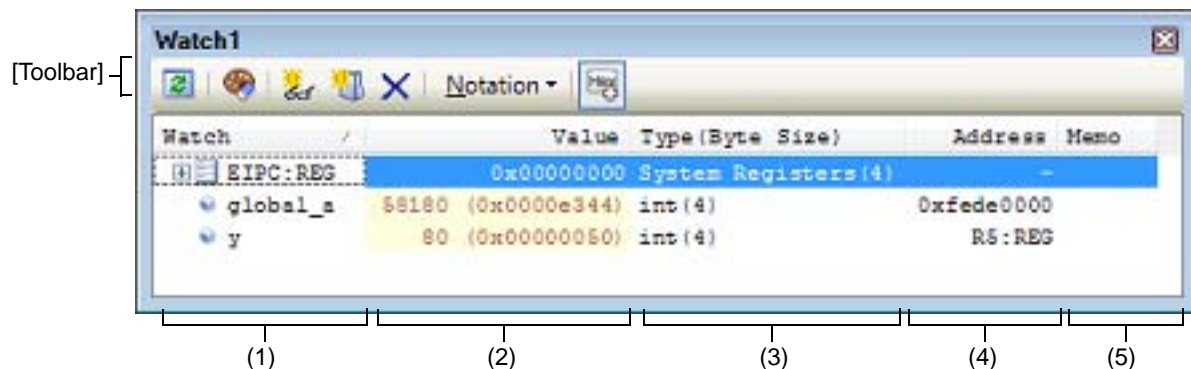 Watch1
[Toolbar]
Notation
Hex
Watch Value Type(Byte Size) Address Memo
EIPC:REG 0x00000000 System Registers(4) -
global_a 58180 (0x0000e344) int(4) 0xfede0000
y 80 (0x00000050) int(4) R5:REG
(1) (2) (3) (4) (5)